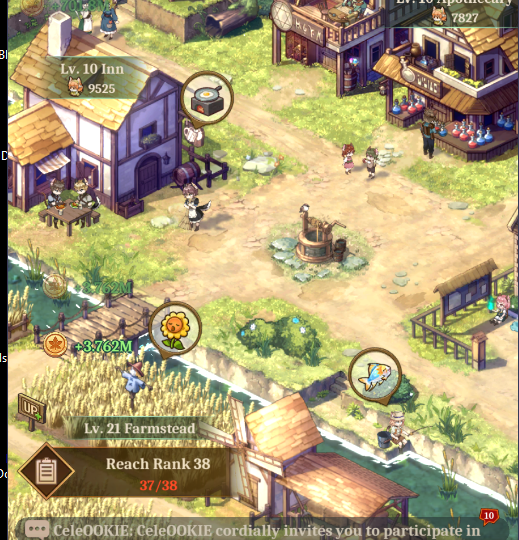 Lv. 10 Apothecary
7827
Lv. 10 Inn
9525
+3.762M
UP
Lv. 21 Farmstead
Reach Rank 38
37/38
10
CeleOOKIE: CeleOOKIE cordially invites you to participate in